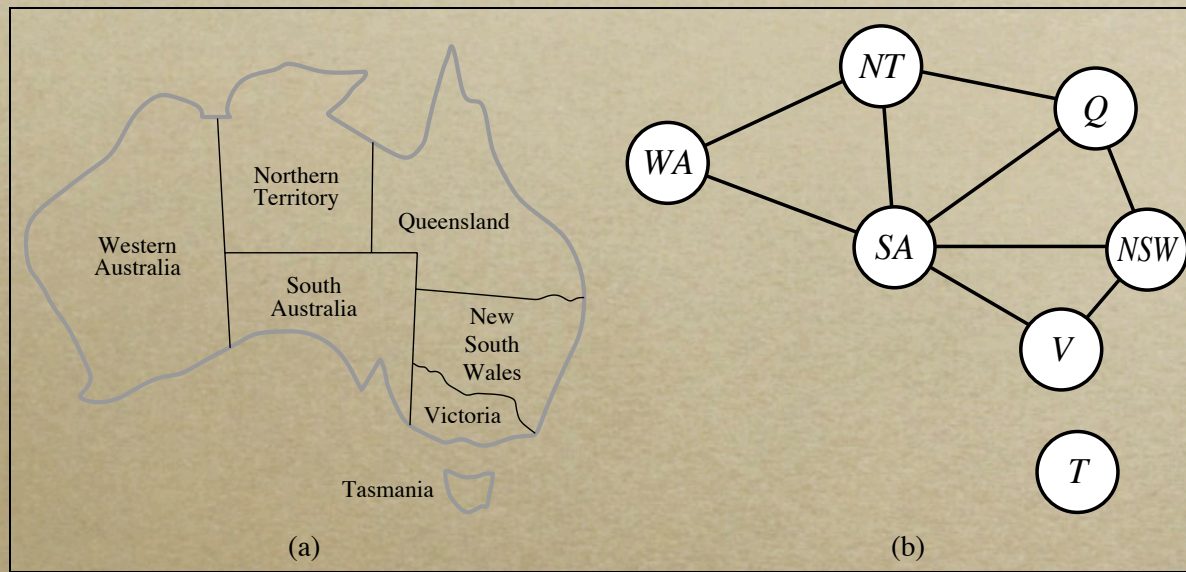 Northern
Territory
Western
Australia
Queensland
South
Australia
New
South
Wales
Victoria
Tasmania
(a)
NT
Q
WA
SA
NSW
V
T
(b)